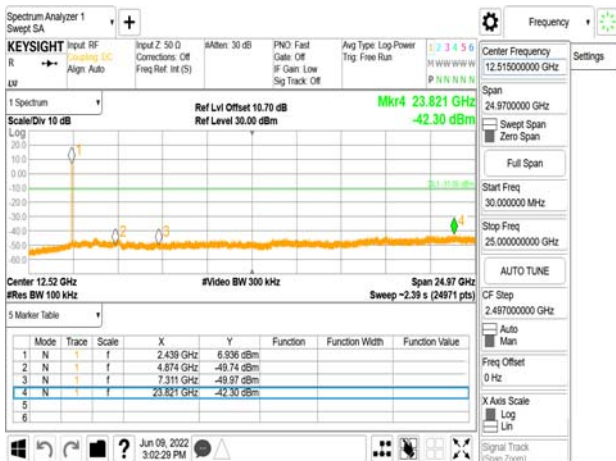 Spectrum Analyzer 1
Swept SA
Frequency
KEYSIGHT Input: RF
R Coupling: DC
Align: Auto
LXI
Input Z: 50 Ω
Corrections: Off
Freq Ref: Int (S)
#Atten: 30 dB
PNO: Fast
Gate: Off
IF Gain: Low
Sig Track: Off
Avg Type: Log-Power
Trig: Free Run
1 2 3 4 5 6
M W W W W W
P N N N N N
Center Frequency
12.515000000 GHz
Settings
1 Spectrum
Scale/Div 10 dB
Ref Lvl Offset 10.70 dB
Ref Level 30.00 dBm
Mkr4 23.821 GHz
-42.30 dBm
Log
20.0
10.0
0.00
-10.0
-20.0
-30.0
-40.0
-50.0
-60.0
1
2
3
4
Center 12.52 GHz
#Res BW 100 kHz
#Video BW 300 kHz
Span 24.97 GHz
Sweep ~2.39 s (24971 pts)
Span
24.9700000 GHz
Swept Span
Zero Span
Full Span
Start Freq
30.000000 MHz
Stop Freq
25.000000000 GHz
AUTO TUNE
CF Step
2.497000000 GHz
Auto
Man
Freq Offset
0 Hz
X Axis Scale
Log
Lin
Signal Track
(Span Zoom)
5 Marker Table
Mode Trace Scale X Y Function Function Width Function Value
1 N 1 f 2.439 GHz 6.936 dBm
2 N 1 f 4.874 GHz -49.74 dBm
3 N 1 f 7.311 GHz -49.97 dBm
4 N 1 f 23.821 GHz -42.30 dBm
5
6
?
Jun 09, 2022
3:02:29 PM